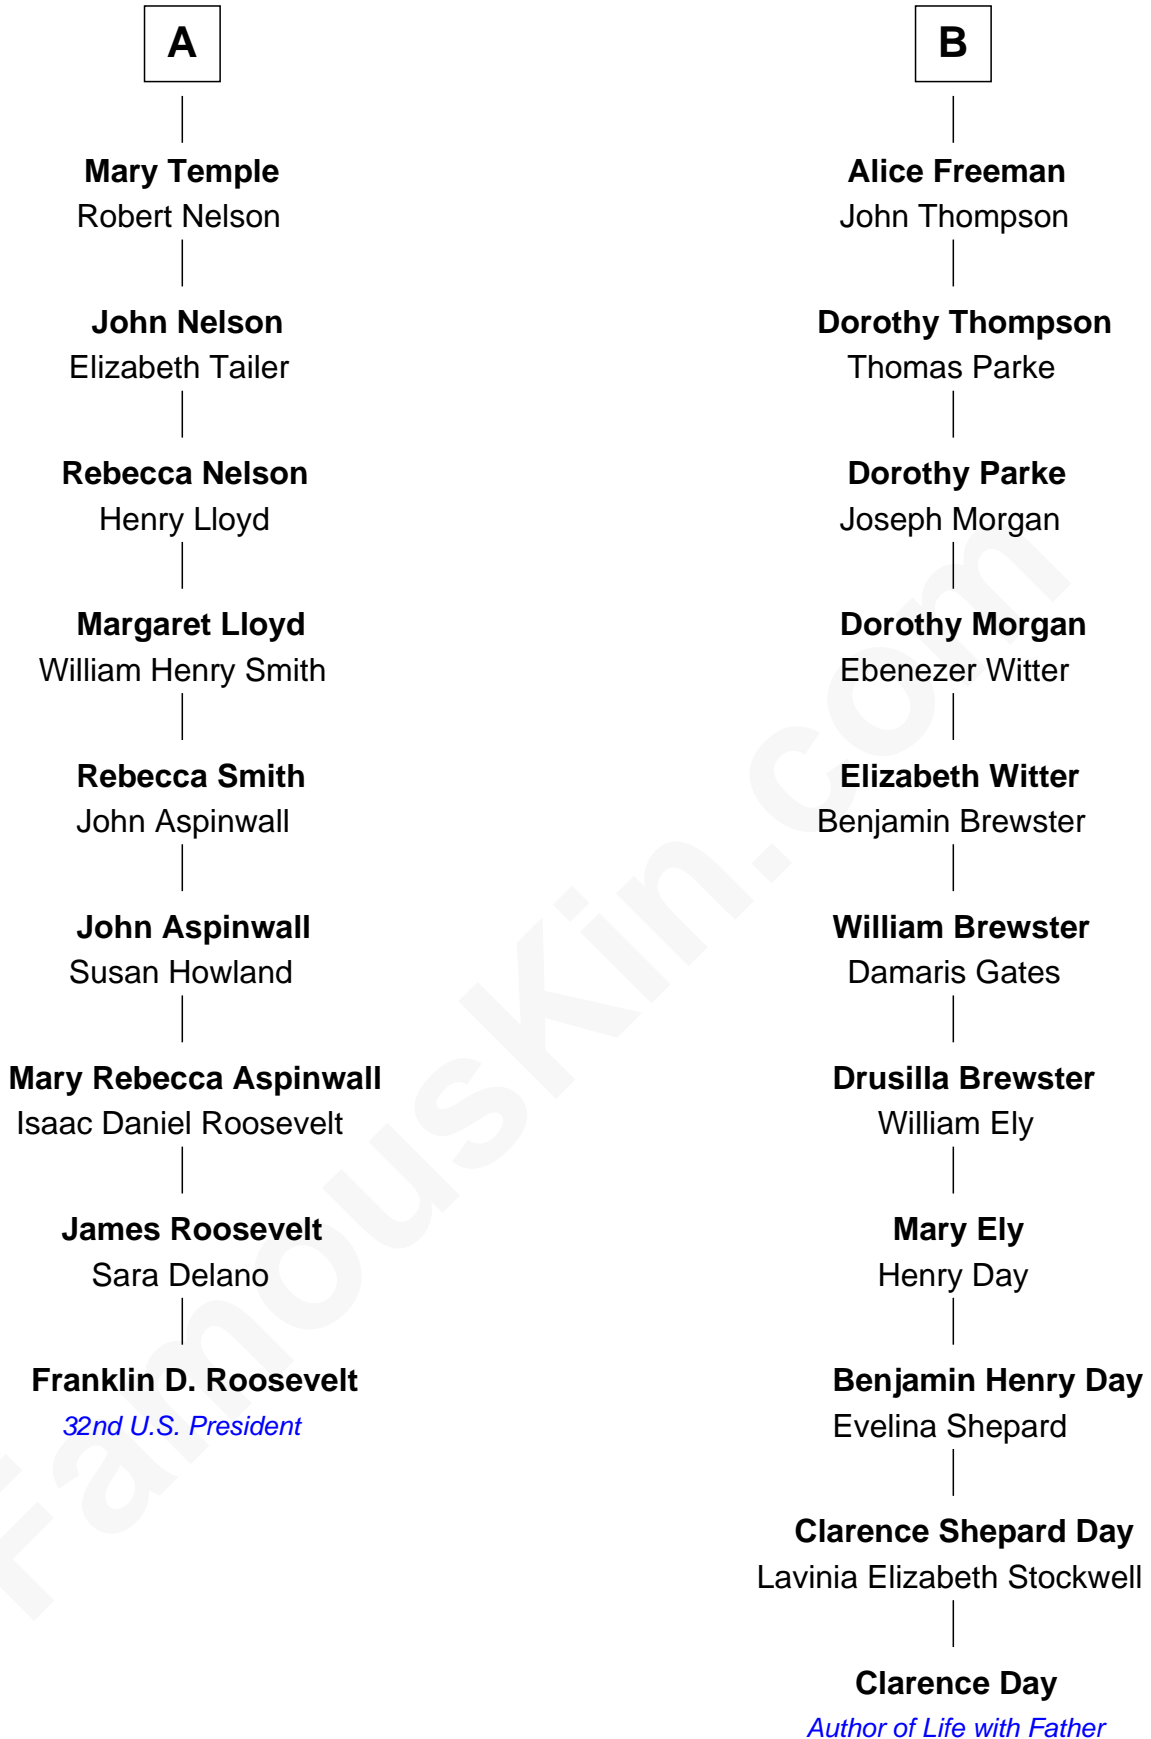 A
Mary Temple
Robert Nelson
John Nelson
Elizabeth Tailer
Rebecca Nelson
Henry Lloyd
Margaret Lloyd
William Henry Smith
Rebecca Smith
John Aspinwall
John Aspinwall
Susan Howland
Mary Rebecca Aspinwall
Isaac Daniel Roosevelt
James Roosevelt
Sara Delano
Franklin D. Roosevelt
32nd U.S. President
B
Alice Freeman
John Thompson
Dorothy Thompson
Thomas Parke
Dorothy Parke
Joseph Morgan
Dorothy Morgan
Ebenezer Witter
Elizabeth Witter
Benjamin Brewster
William Brewster
Damaris Gates
Drusilla Brewster
William Ely
Mary Ely
Henry Day
Benjamin Henry Day
Evelina Shepard
Clarence Shepard Day
Lavinia Elizabeth Stockwell
Clarence Day
Author of Life with Father
FamousKin.com